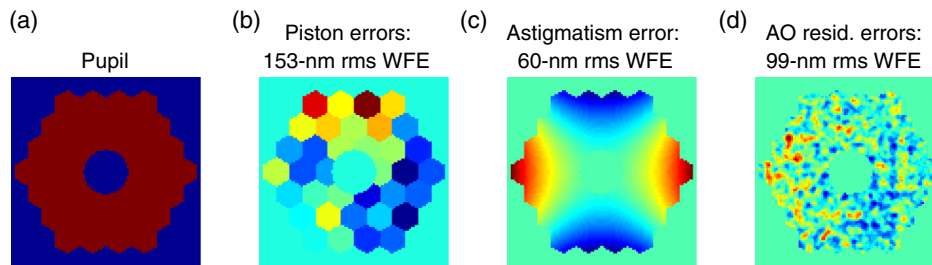 (a)
Pupil
(b)
Piston errors:
153-nm rms WFE
(c)
Astigmatism error:
60-nm rms WFE
(d)
AO resid. errors:
99-nm rms WFE